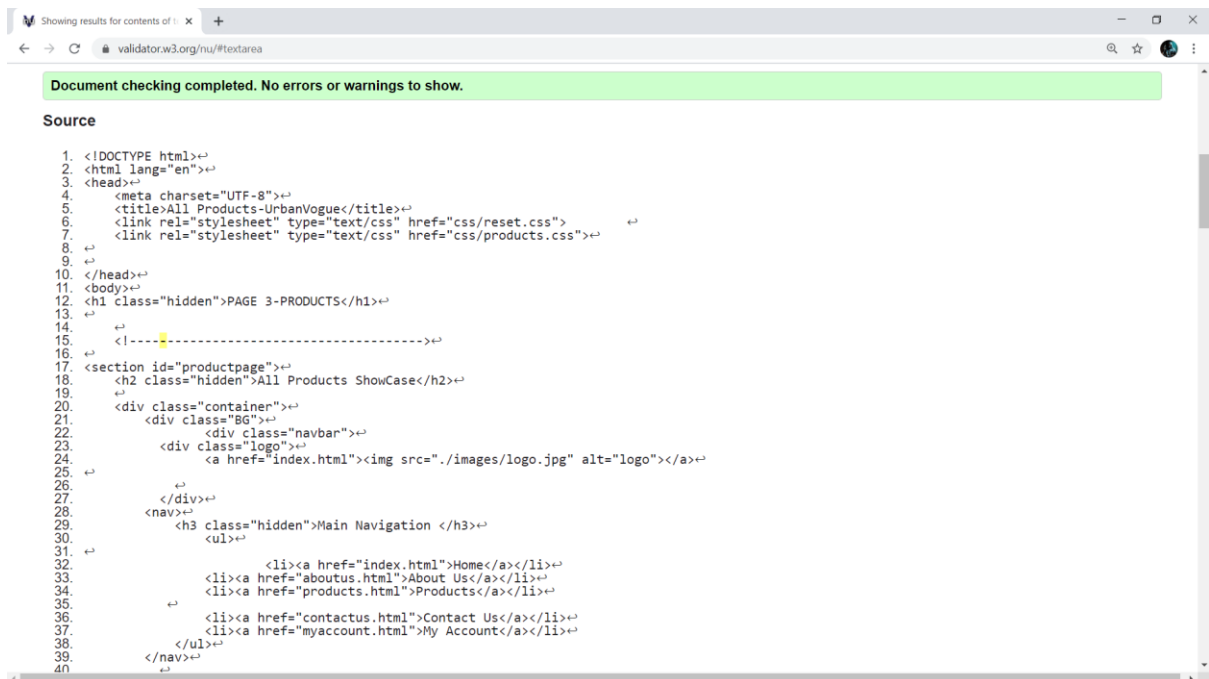 Showing results for contents of t
validator.w3.org/nu/#textarea
Document checking completed. No errors or warnings to show.
Source
1. <!DOCTYPE html>↩
2. <html lang="en">↩
3. <head>↩
4. <meta charset="UTF-8">↩
5. <title>All Products-UrbanVogue</title>↩
6. <link rel="stylesheet" type="text/css" href="css/reset.css"> ↩
7. <link rel="stylesheet" type="text/css" href="css/products.css">↩
8. ↩
9. ↩
10. </head>↩
11. <body>↩
12. <h1 class="hidden">PAGE 3-PRODUCTS</h1>↩
13. ↩
14. ↩
15. <!--------------------------------------->↩
16. ↩
17. <section id="productpage">↩
18. <h2 class="hidden">All Products ShowCase</h2>↩
19. ↩
20. <div class="container">↩
21. <div class="BG">↩
22. <div class="navbar">↩
23. <div class="logo">↩
24. <a href="index.html"><img src="./images/logo.jpg" alt="logo"></a>↩
25. ↩
26. ↩
27. </div>↩
28. <nav>↩
29. <h3 class="hidden">Main Navigation </h3>↩
30. <ul>↩
31. ↩
32. <li><a href="index.html">Home</a></li>↩
33. <li><a href="aboutus.html">About Us</a></li>↩
34. <li><a href="products.html">Products</a></li>↩
35. ↩
36. <li><a href="contactus.html">Contact Us</a></li>↩
37. <li><a href="myaccount.html">My Account</a></li>↩
38. </ul>↩
39. </nav>↩
40. ↩